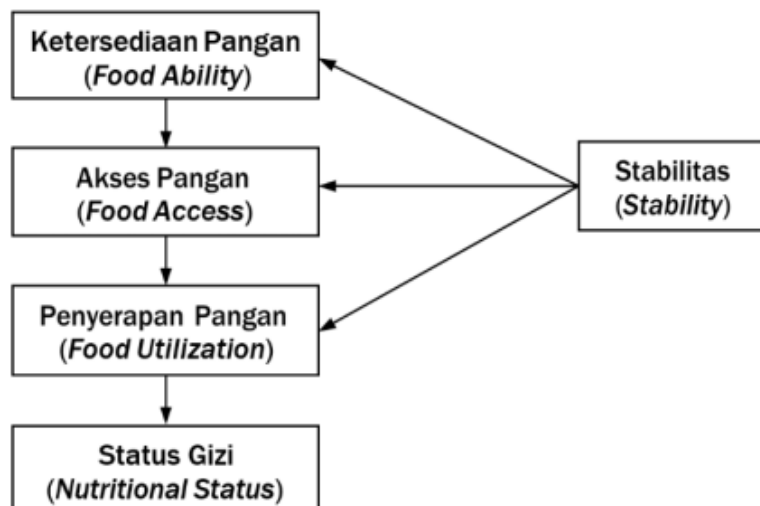 Ketersediaan Pangan
(Food Ability)
Akses Pangan
(Food Access)
Stabilitas
(Stability)
Penyerapan Pangan
(Food Utilization)
Status Gizi
(Nutritional Status)